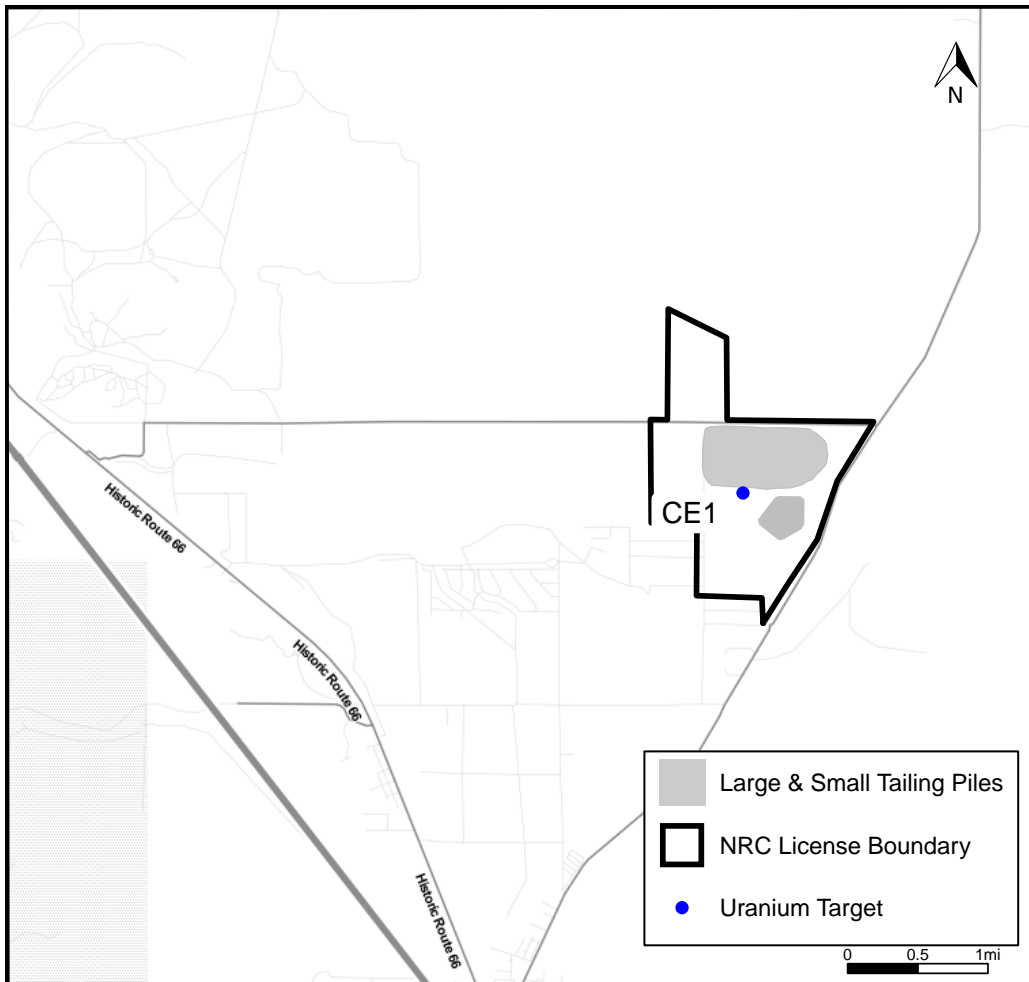 N
Historic Route 66
CE1
Historic Route 66
Historic Route 66
Large & Small Tailing Piles
NRC License Boundary
Uranium Target
0 0.5 1mi